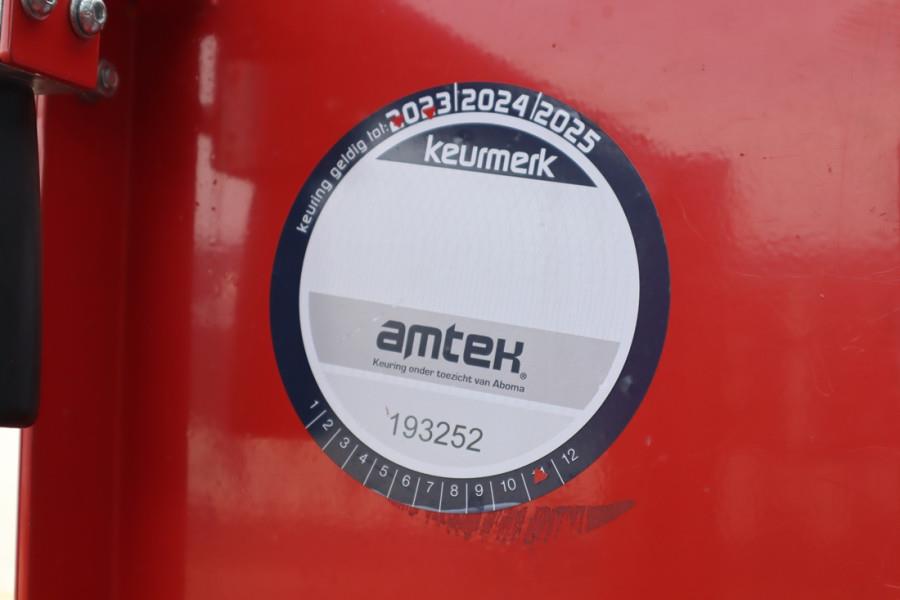 keuring geldig tot: 2023 | 2024 | 2025
keurmerk
amtek®
Keuring onder toezicht van Aboma
193252
1 2 3 4 5 6 7 8 9 10 12